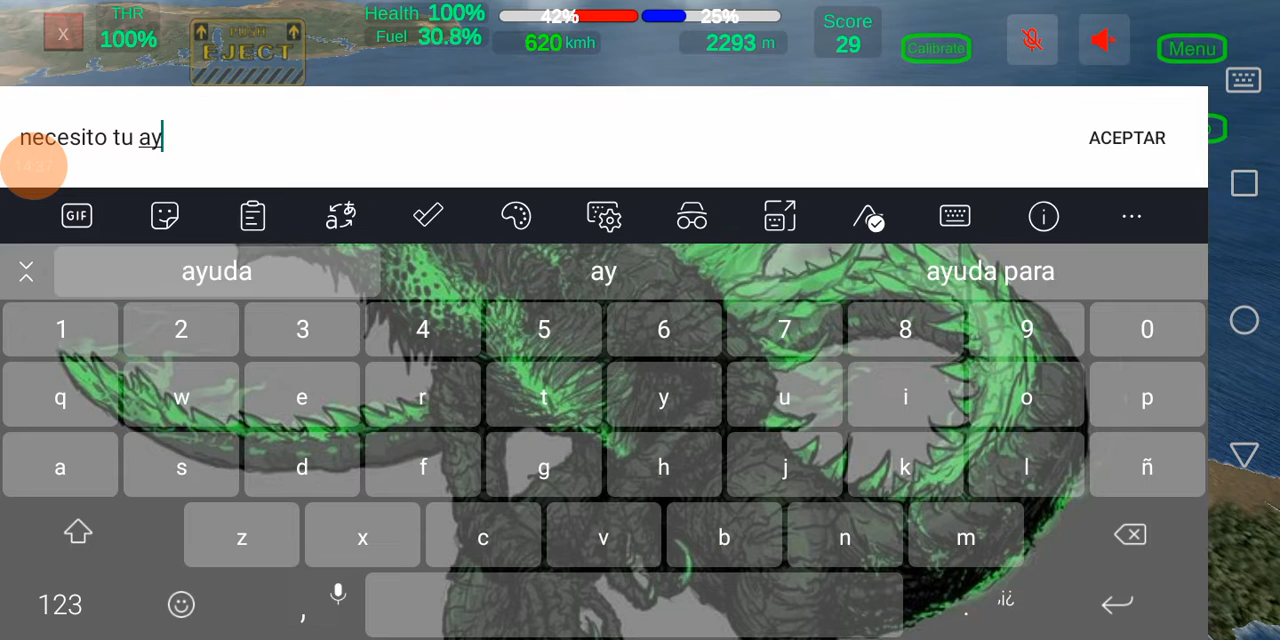 X
THR
100%
PUSH
EJECT
Health 100%
Fuel 30.8%
42%
25%
620 kmh
2293 m
Score
29
Calibrate
Menu
necesito tu ay
14:37
ACEPTAR
GIF
ayuda ay ayuda para
1 2 3 4 5 6 7 8 9 0
q w e r t y u i o p
a s d f g h j k l ñ
z x c v b n m
123 , . ,i¿